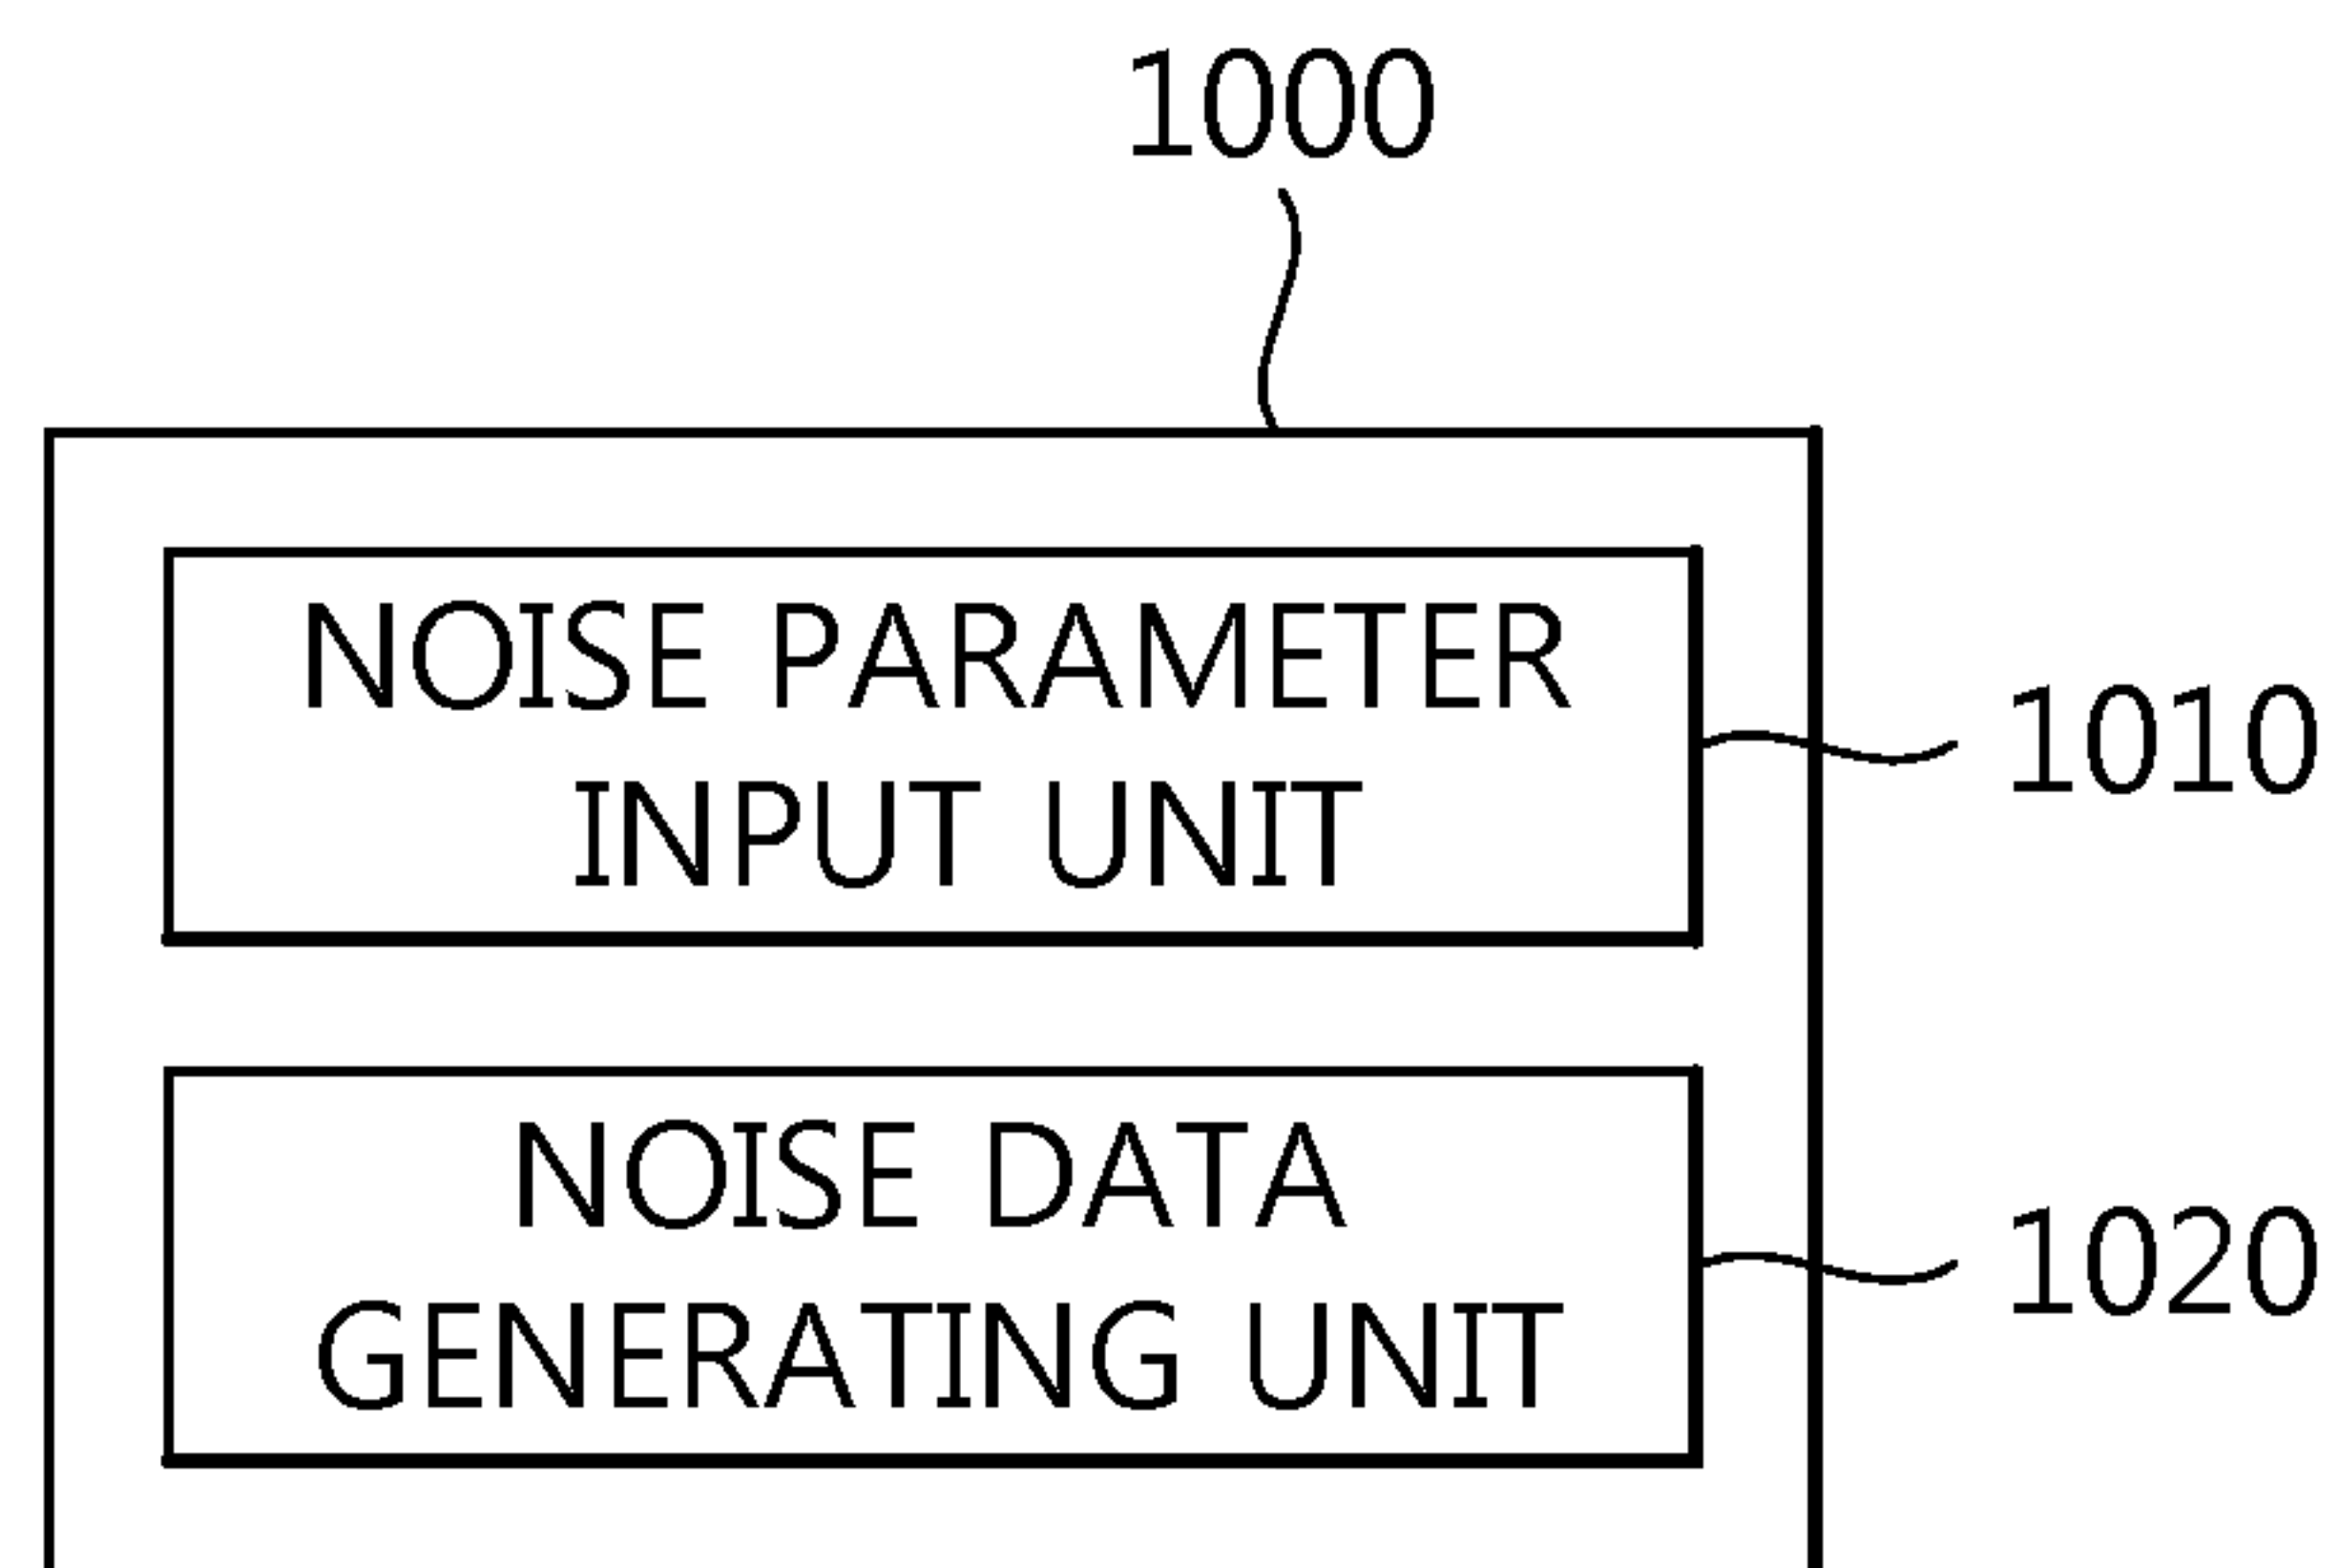 1000
NOISE PARAMETER
INPUT UNIT
1010
NOISE DATA
GENERATING UNIT
1020